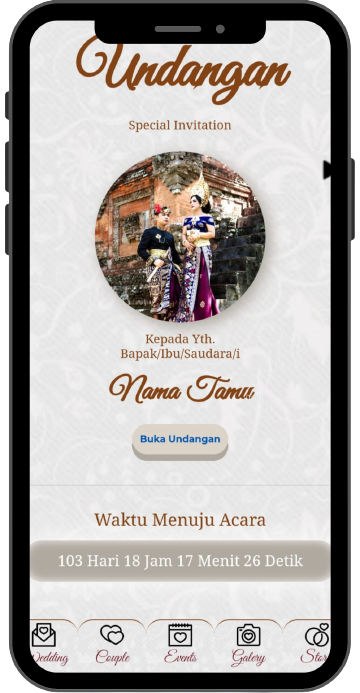 Undangan
Special Invitation
Kepada Yth.
Bapak/Ibu/Saudara/i
Nama Tamu
Buka Undangan
Waktu Menuju Acara
103 Hari 18 Jam 17 Menit 26 Detik
Wedding Couple Events Galery Stor